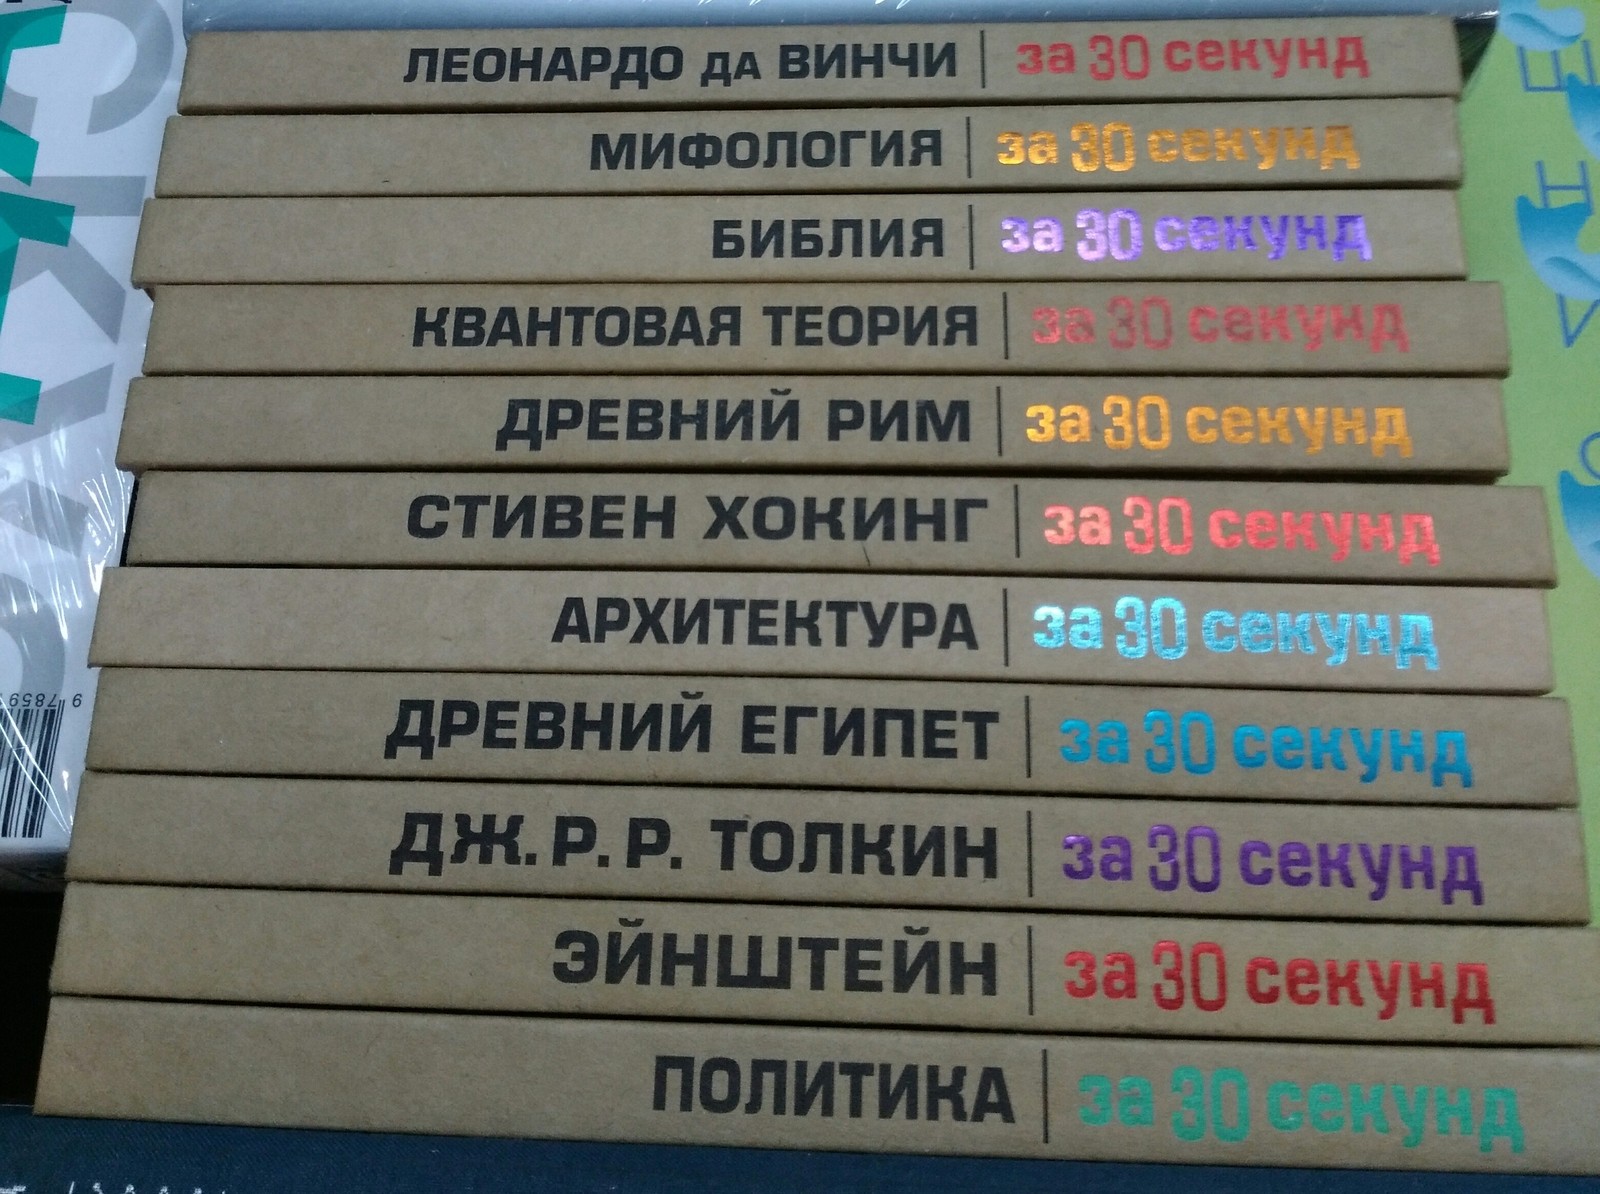 ЛЕОНАРДО ДА ВИНЧИ за 30 секунд
МИФОЛОГИЯ за 30 секунд
БИБЛИЯ за 30 секунд
КВАНТОВАЯ ТЕОРИЯ за 30 секунд
ДРЕВНИЙ РИМ за 30 секунд
СТИВЕН ХОКИНГ за 30 секунд
АРХИТЕКТУРА за 30 секунд
ДРЕВНИЙ ЕГИПЕТ за 30 секунд
ДЖ. Р. Р. ТОЛКИН за 30 секунд
ЭЙНШТЕЙН за 30 секунд
ПОЛИТИКА за 30 секунд